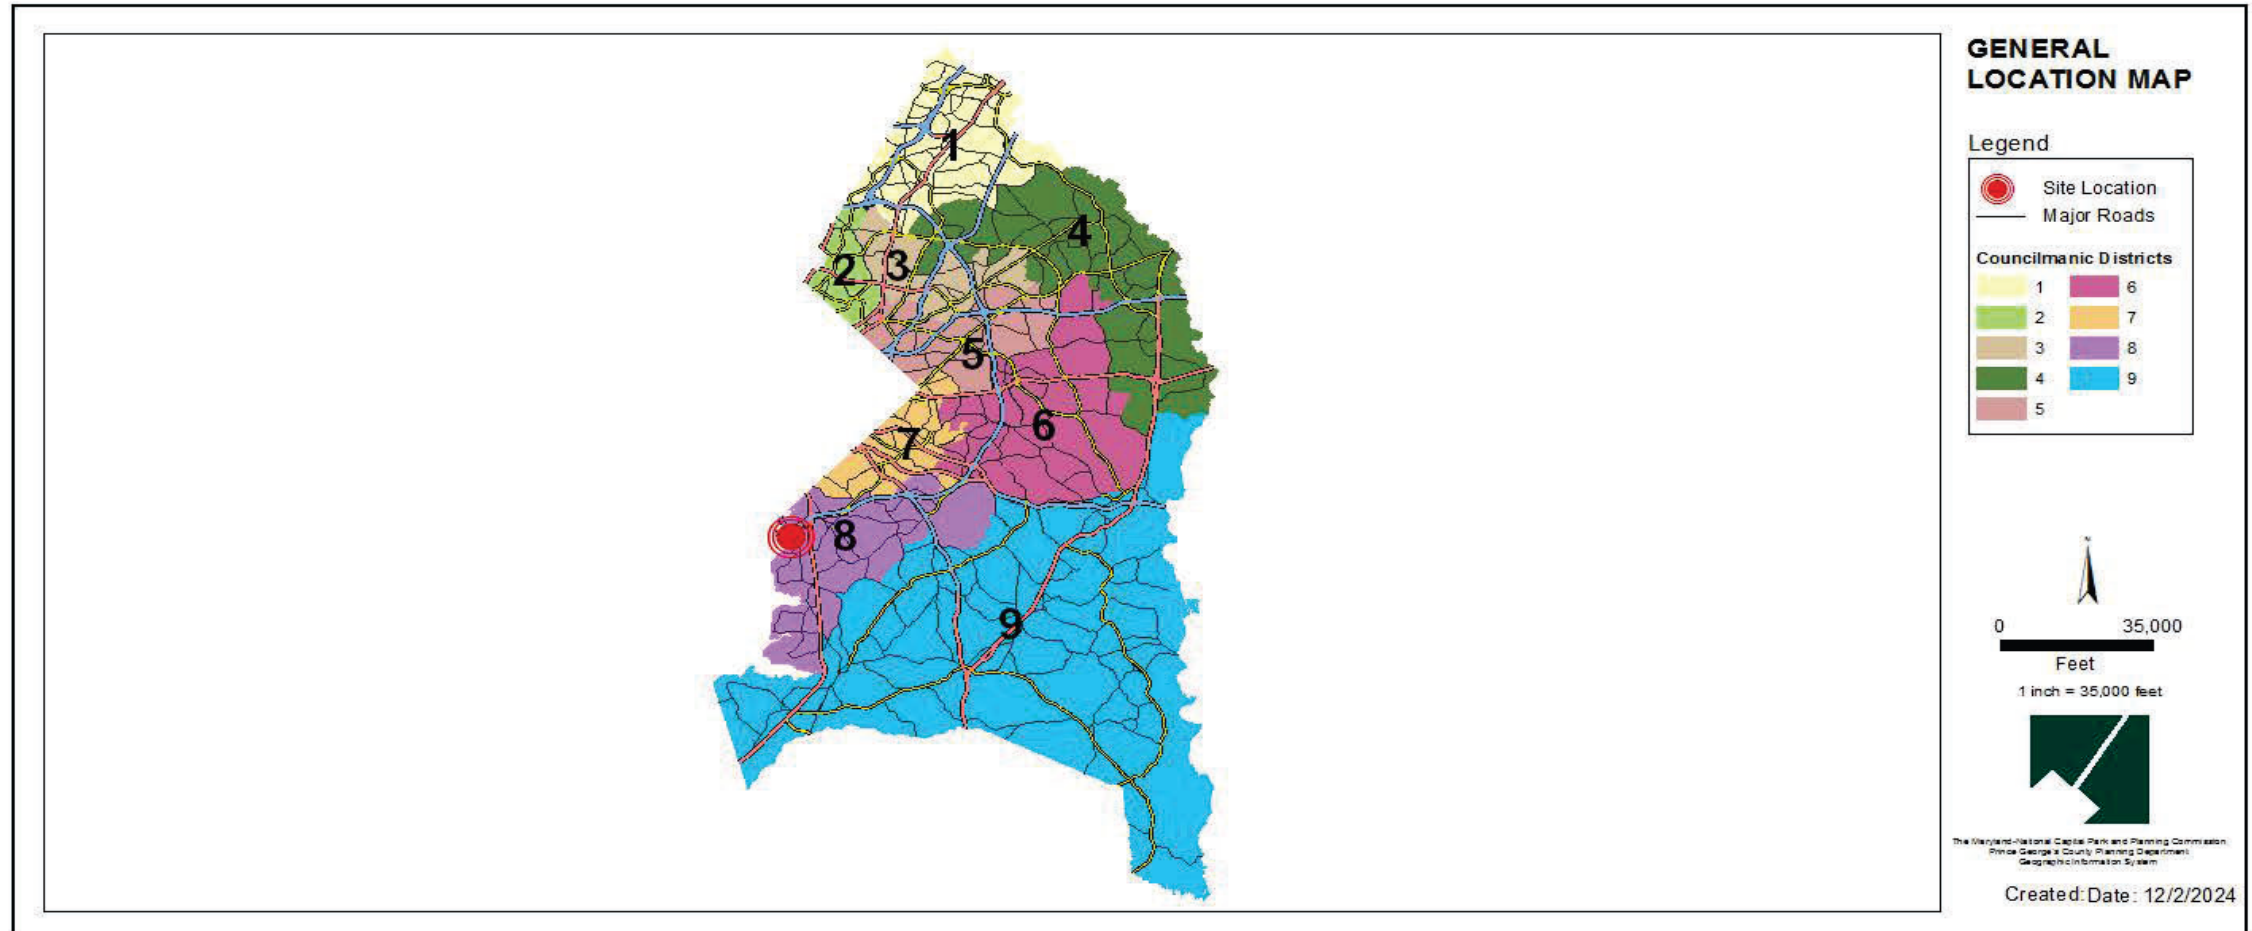 GENERAL
LOCATION MAP
Legend
Site Location
Major Roads
Councilmanic Districts
1 6
2 7
3 8
4 9
5
1
4
2 3
5
6
7
8
9
N
0 35,000
Feet
1 inch = 35,000 feet
The Maryland-National Capital Park and Planning Commission
Prince George's County Planning Department
Geographic Information System
Created: Date: 12/2/2024